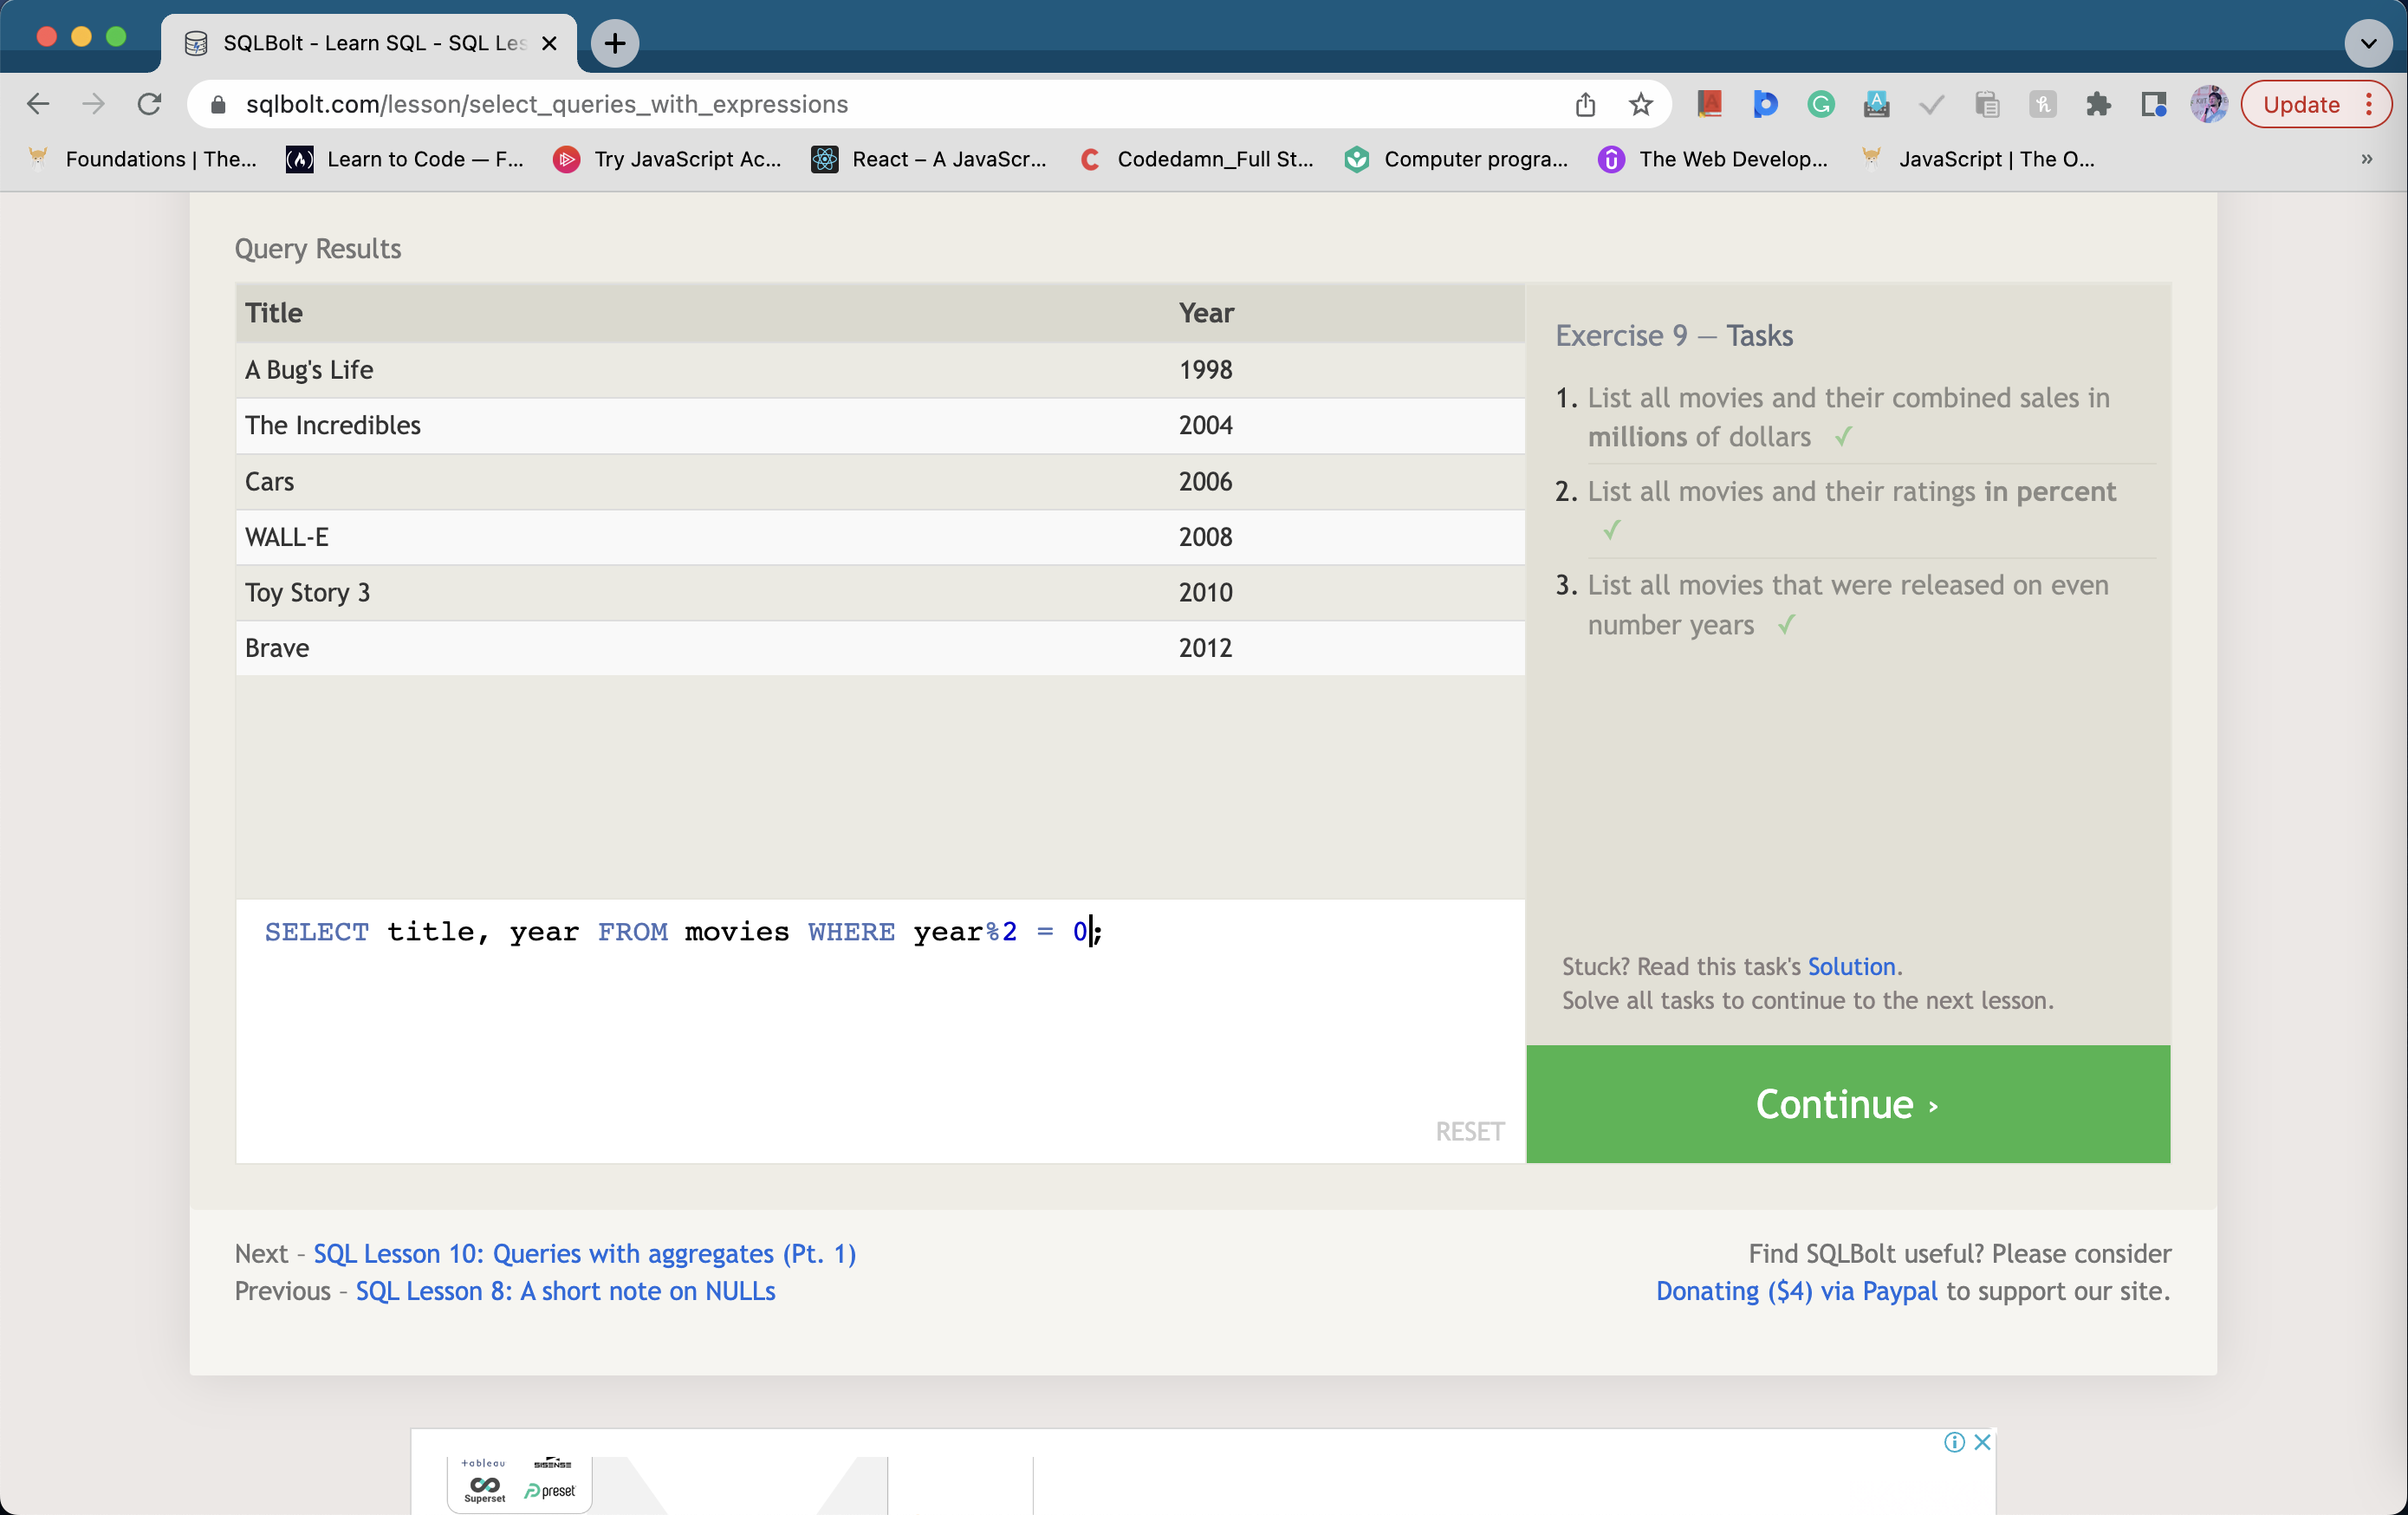 SQLBolt - Learn SQL - SQL Les
sqlbolt.com/lesson/select_queries_with_expressions
Update
Foundations | The...
Learn to Code — F...
Try JavaScript Ac...
React – A JavaScr...
Codedamn_Full St...
Computer progra...
The Web Develop...
JavaScript | The O...
»
Query Results
Title Year
A Bug's Life 1998
The Incredibles 2004
Cars 2006
WALL-E 2008
Toy Story 3 2010
Brave 2012
SELECT title, year FROM movies WHERE year%2 = 0;
RESET
Exercise 9 — Tasks
1. List all movies and their combined sales in
millions of dollars ✓
2. List all movies and their ratings in percent
✓
3. List all movies that were released on even
number years ✓
Stuck? Read this task's Solution.
Solve all tasks to continue to the next lesson.
Continue ›
Next – SQL Lesson 10: Queries with aggregates (Pt. 1)
Previous – SQL Lesson 8: A short note on NULLs
Find SQLBolt useful? Please consider
Donating ($4) via Paypal to support our site.
+ableau
SISENSE
Superset
preset